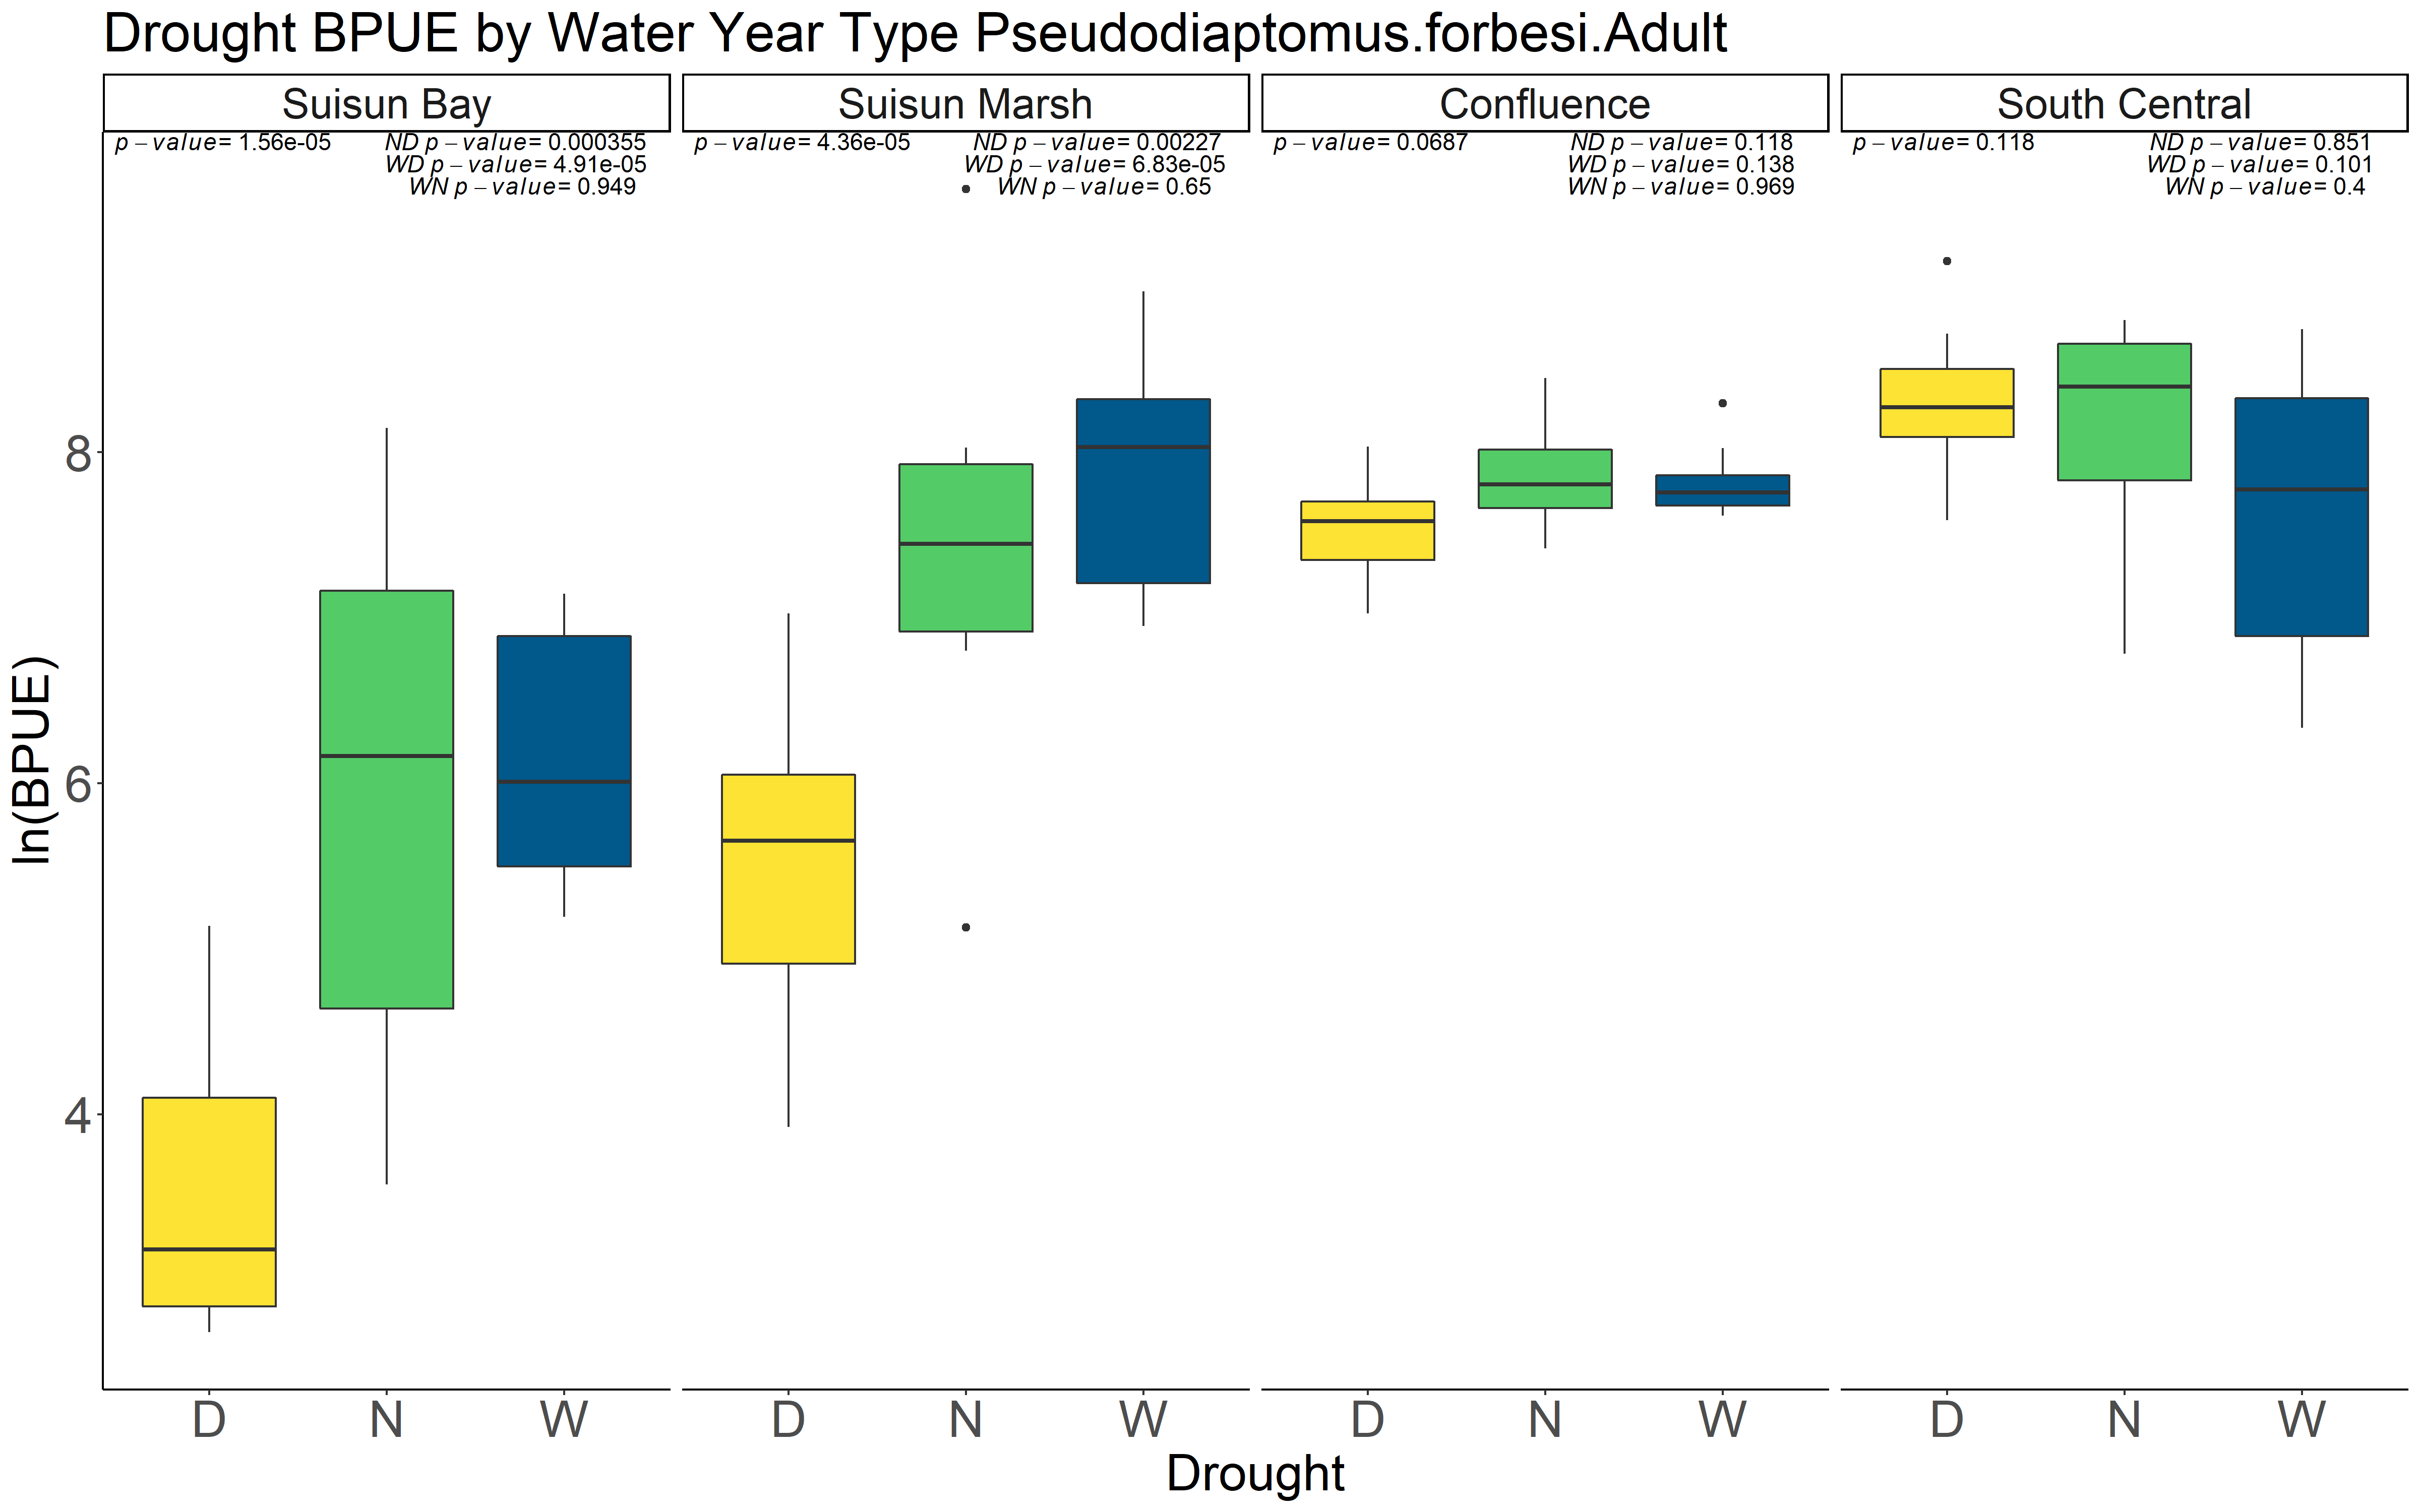 Drought BPUE by Water Year Type Pseudodiaptomus.forbesi.Adult
Suisun Bay
p – value= 1.56e-05
ND p – value= 0.000355
WD p – value= 4.91e-05
WN p – value= 0.949
Suisun Marsh
p – value= 4.36e-05
ND p – value= 0.00227
WD p – value= 6.83e-05
WN p – value= 0.65
Confluence
p – value= 0.0687
ND p – value= 0.118
WD p – value= 0.138
WN p – value= 0.969
South Central
p – value= 0.118
ND p – value= 0.851
WD p – value= 0.101
WN p – value= 0.4
ln(BPUE)
8
6
4
D N W
D N W
D N W
D N W
Drought